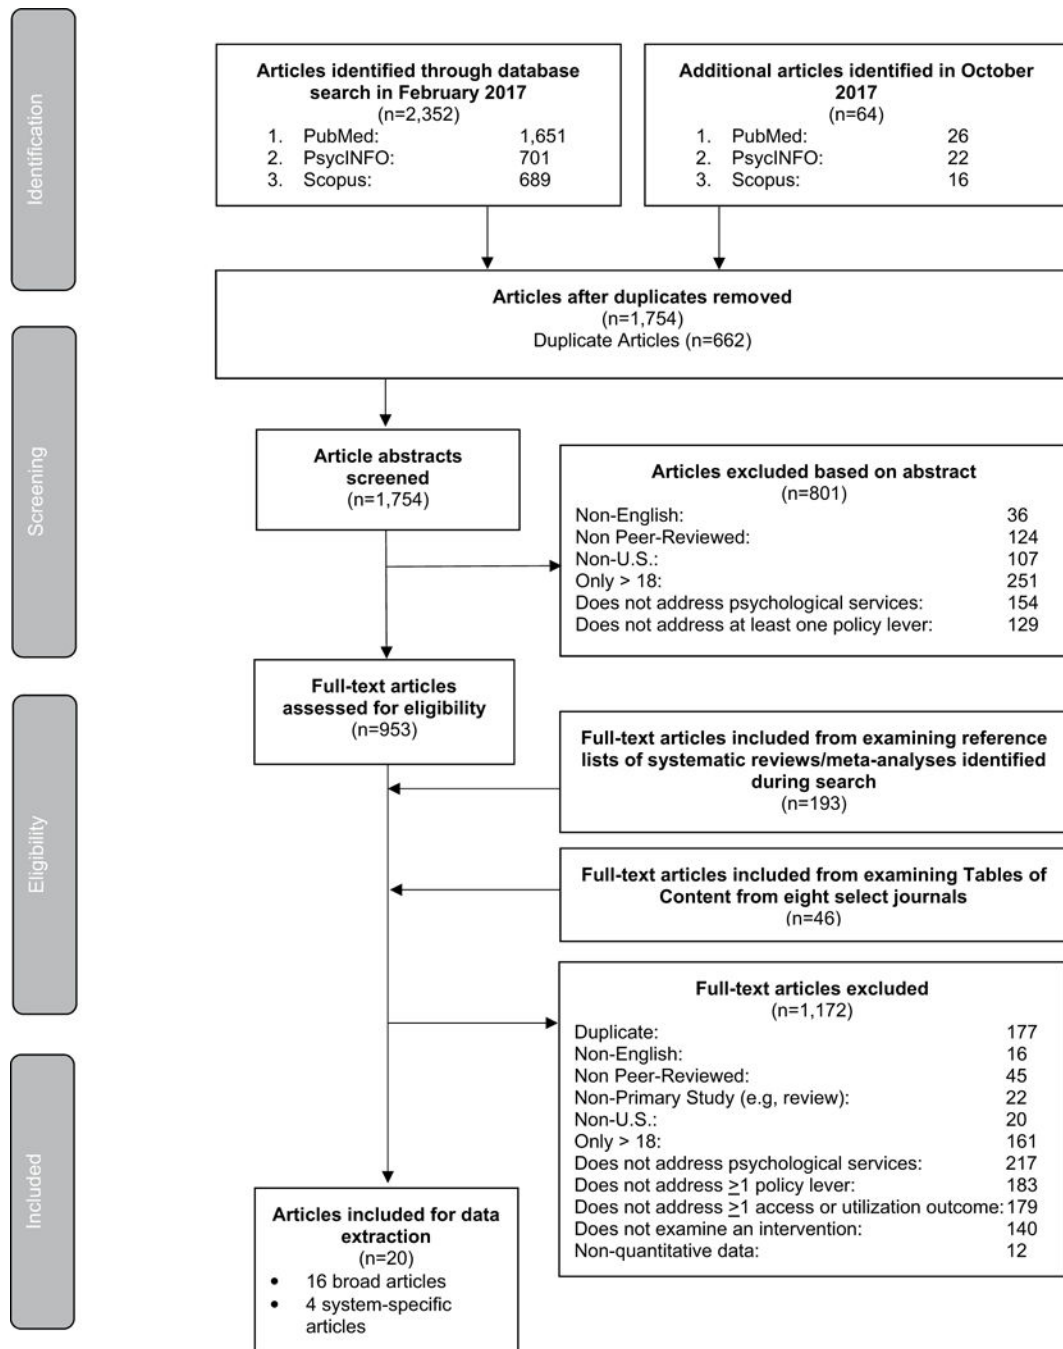 Identification
Articles identified through database
search in February 2017
(n=2,352)
1. PubMed: 1,651
2. PsycINFO: 701
3. Scopus: 689
Additional articles identified in October
2017
(n=64)
1. PubMed: 26
2. PsycINFO: 22
3. Scopus: 16
Articles after duplicates removed
(n=1,754)
Duplicate Articles (n=662)
Screening
Article abstracts
screened
(n=1,754)
Articles excluded based on abstract
(n=801)
Non-English: 36
Non Peer-Reviewed: 124
Non-U.S.: 107
Only > 18: 251
Does not address psychological services: 154
Does not address at least one policy lever: 129
Eligibility
Full-text articles
assessed for eligibility
(n=953)
Full-text articles included from examining reference
lists of systematic reviews/meta-analyses identified
during search
(n=193)
Full-text articles included from examining Tables of
Content from eight select journals
(n=46)
Full-text articles excluded
(n=1,172)
Duplicate: 177
Non-English: 16
Non Peer-Reviewed: 45
Non-Primary Study (e.g, review): 22
Non-U.S.: 20
Only > 18: 161
Does not address psychological services: 217
Does not address ≥1 policy lever: 183
Does not address ≥1 access or utilization outcome: 179
Does not examine an intervention: 140
Non-quantitative data: 12
Included
Articles included for data
extraction
(n=20)
• 16 broad articles
• 4 system-specific
articles